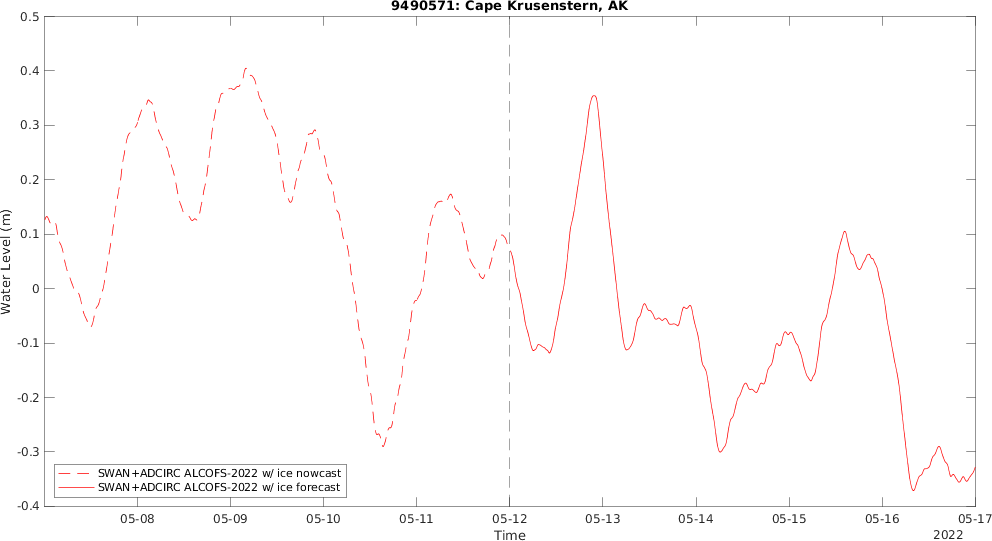 9490571: Cape Krusenstern, AK
0.5
0.4
0.3
0.2
0.1
0
-0.1
-0.2
-0.3
-0.4
Water Level (m)
SWAN+ADCIRC ALCOFS-2022 w/ ice nowcast
SWAN+ADCIRC ALCOFS-2022 w/ ice forecast
05-08 05-09 05-10 05-11 05-12 05-13 05-14 05-15 05-16 05-17
Time
2022